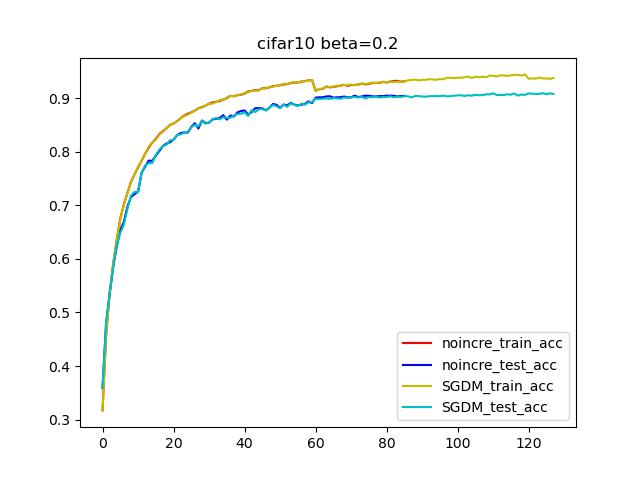 cifar10 beta=0.2
0.9
0.8
0.7
0.6
0.5
0.4
0.3
noincre_train_acc
noincre_test_acc
SGDM_train_acc
SGDM_test_acc
0 20 40 60 80 100 120